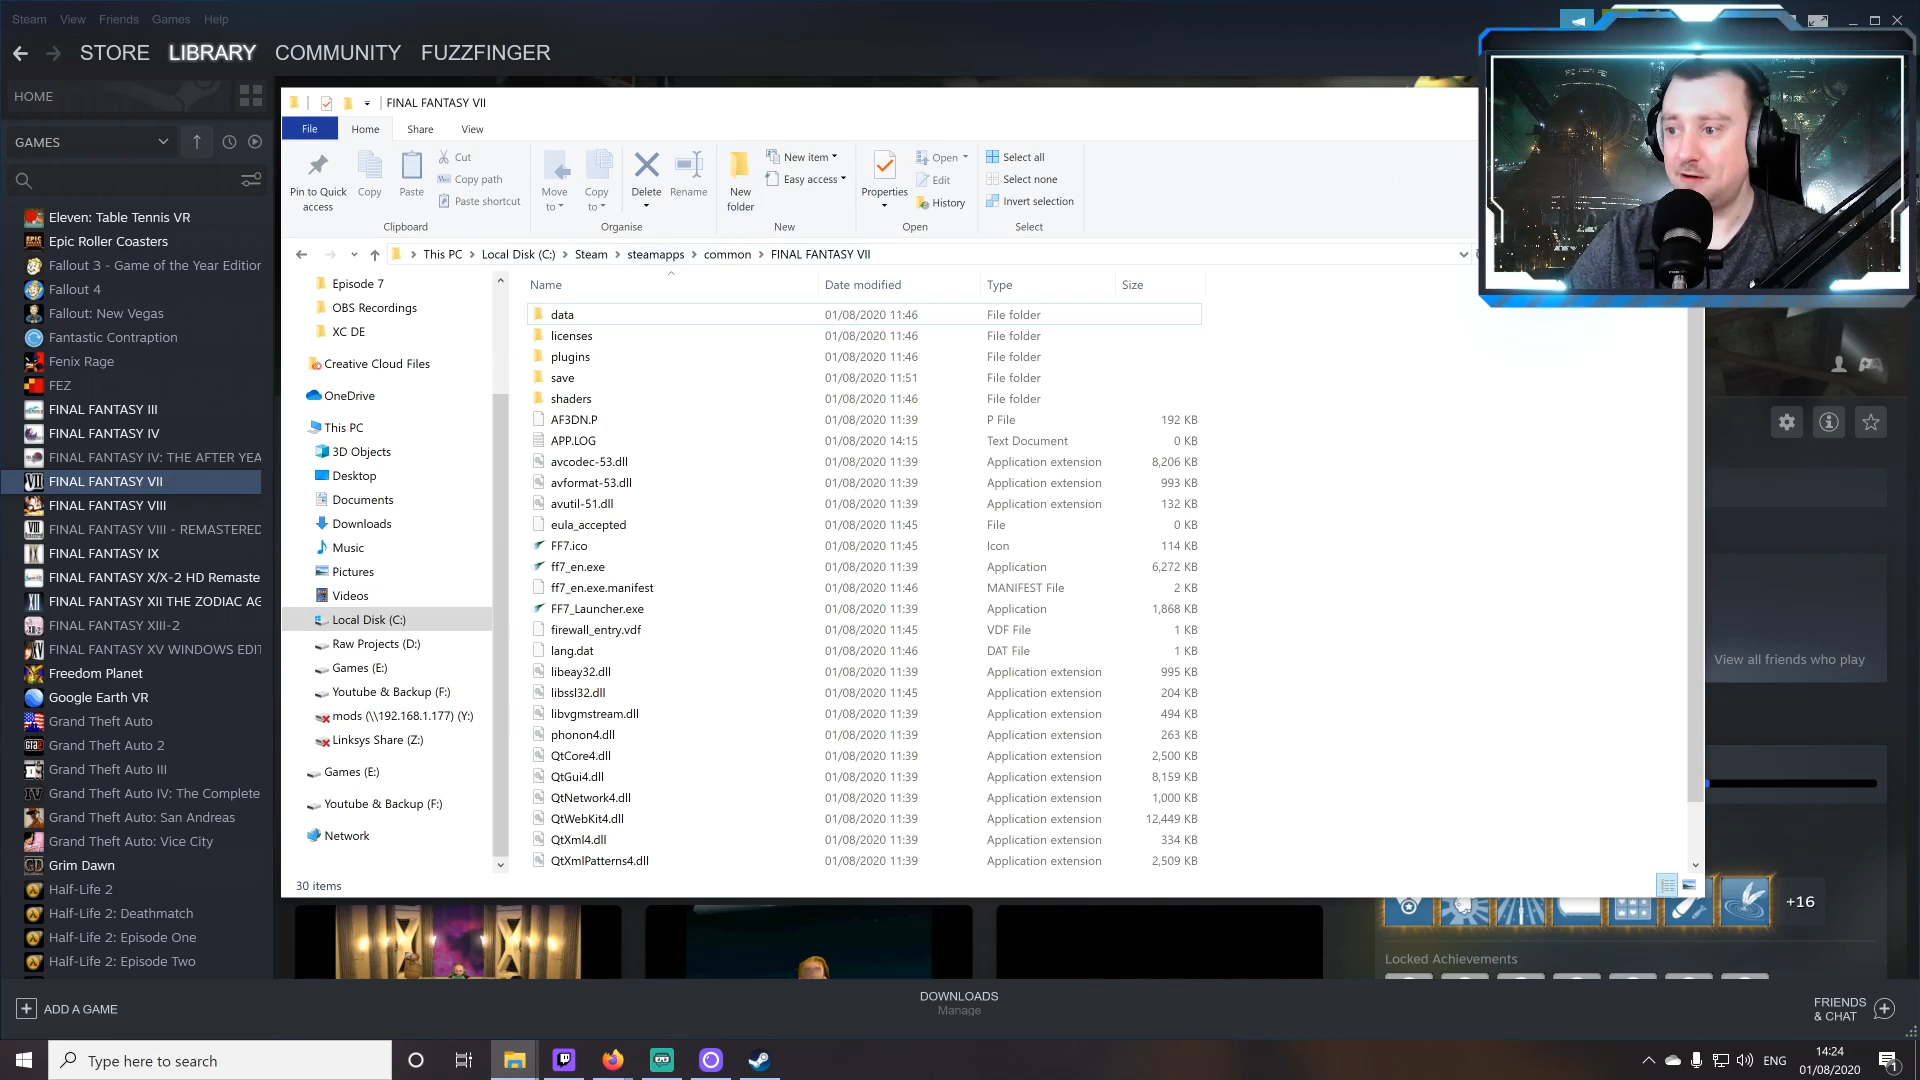 Steam View Friends Games Help
STORE LIBRARY COMMUNITY FUZZFINGER
HOME
GAMES
Eleven: Table Tennis VR
Epic Roller Coasters
Fallout 3 - Game of the Year Edition
Fallout 4
Fallout: New Vegas
Fantastic Contraption
Fenix Rage
FEZ
FINAL FANTASY III
FINAL FANTASY IV
FINAL FANTASY IV: THE AFTER YEA
FINAL FANTASY VII
FINAL FANTASY VIII
FINAL FANTASY VIII - REMASTERED
FINAL FANTASY IX
FINAL FANTASY X/X-2 HD Remaste
FINAL FANTASY XII THE ZODIAC AG
FINAL FANTASY XIII-2
FINAL FANTASY XV WINDOWS EDIT
Freedom Planet
Google Earth VR
Grand Theft Auto
Grand Theft Auto 2
Grand Theft Auto III
Grand Theft Auto IV: The Complete
Grand Theft Auto: San Andreas
Grand Theft Auto: Vice City
Grim Dawn
Half-Life 2
Half-Life 2: Deathmatch
Half-Life 2: Episode One
Half-Life 2: Episode Two
FINAL FANTASY VII
File Home Share View
Pin to Quick access
Copy
Paste
Cut
Copy path
Paste shortcut
Clipboard
Move to
Copy to
Delete
Rename
Organise
New folder
New item
Easy access
New
Properties
Open
Edit
History
Open
Select all
Select none
Invert selection
Select
This PC > Local Disk (C:) > Steam > steamapps > common > FINAL FANTASY VII
Episode 7
OBS Recordings
XC DE
Creative Cloud Files
OneDrive
This PC
3D Objects
Desktop
Documents
Downloads
Music
Pictures
Videos
Local Disk (C:)
Raw Projects (D:)
Games (E:)
Youtube & Backup (F:)
mods (\\192.168.1.177) (Y:)
Linksys Share (Z:)
Games (E:)
Youtube & Backup (F:)
Network
Name Date modified Type Size
data 01/08/2020 11:46 File folder
licenses 01/08/2020 11:46 File folder
plugins 01/08/2020 11:46 File folder
save 01/08/2020 11:51 File folder
shaders 01/08/2020 11:46 File folder
AF3DN.P 01/08/2020 11:39 P File 192 KB
APP.LOG 01/08/2020 14:15 Text Document 0 KB
avcodec-53.dll 01/08/2020 11:39 Application extension 8,206 KB
avformat-53.dll 01/08/2020 11:39 Application extension 993 KB
avutil-51.dll 01/08/2020 11:39 Application extension 132 KB
eula_accepted 01/08/2020 11:45 File 0 KB
FF7.ico 01/08/2020 11:45 Icon 114 KB
ff7_en.exe 01/08/2020 11:39 Application 6,272 KB
ff7_en.exe.manifest 01/08/2020 11:46 MANIFEST File 2 KB
FF7_Launcher.exe 01/08/2020 11:39 Application 1,868 KB
firewall_entry.vdf 01/08/2020 11:45 VDF File 1 KB
lang.dat 01/08/2020 11:46 DAT File 1 KB
libeay32.dll 01/08/2020 11:39 Application extension 995 KB
libssl32.dll 01/08/2020 11:45 Application extension 204 KB
libvgmstream.dll 01/08/2020 11:39 Application extension 494 KB
phonon4.dll 01/08/2020 11:39 Application extension 263 KB
QtCore4.dll 01/08/2020 11:39 Application extension 2,500 KB
QtGui4.dll 01/08/2020 11:39 Application extension 8,159 KB
QtNetwork4.dll 01/08/2020 11:39 Application extension 1,000 KB
QtWebKit4.dll 01/08/2020 11:39 Application extension 12,449 KB
QtXml4.dll 01/08/2020 11:39 Application extension 334 KB
QtXmlPatterns4.dll 01/08/2020 11:39 Application extension 2,509 KB
30 items
View all friends who play
+16
Locked Achievements
ADD A GAME
DOWNLOADS
Manage
FRIENDS
& CHAT
Type here to search
ENG
14:24
01/08/2020
1